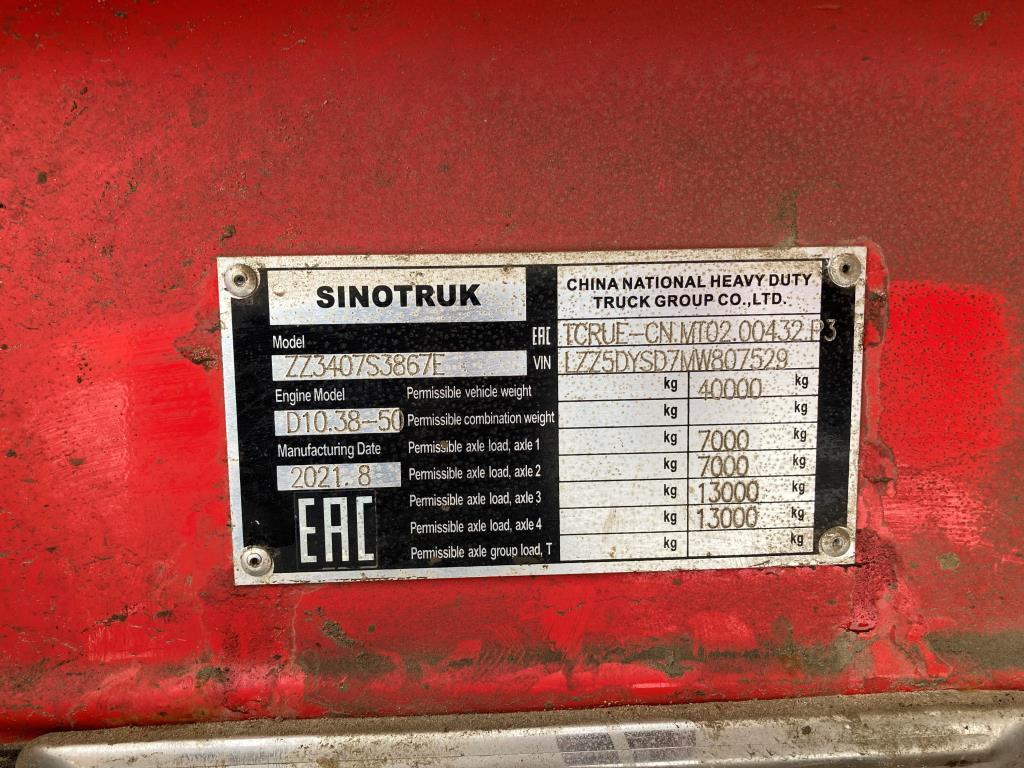 SINOTRUK
CHINA NATIONAL HEAVY DUTY
TRUCK GROUP CO.,LTD.
Model
EAC TCRUE-CN.MT02.00432 P3
ZZ3407S3867E
VIN LZZ5DYSD7MW807529
Engine Model
Permissible vehicle weight kg 40000 kg
D10.38-50
Permissible combination weight kg kg
Manufacturing Date
Permissible axle load, axle 1 kg 7000 kg
2021.8
Permissible axle load, axle 2 kg 7000 kg
EAC
Permissible axle load, axle 3 kg 13000 kg
Permissible axle load, axle 4 kg 13000 kg
Permissible axle group load, T kg kg